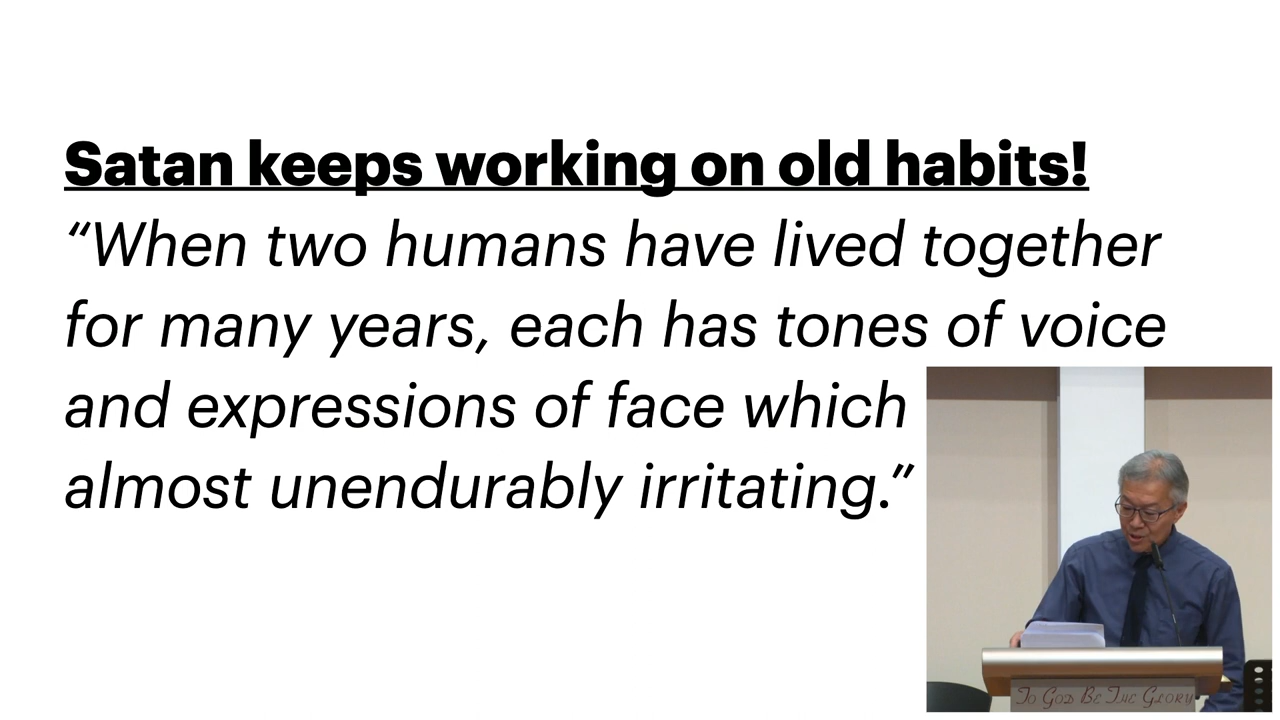 Satan keeps working on old habits!
“When two humans have lived together
for many years, each has tones of voice
and expressions of face which
almost unendurably irritating.”
To God Be The Glory